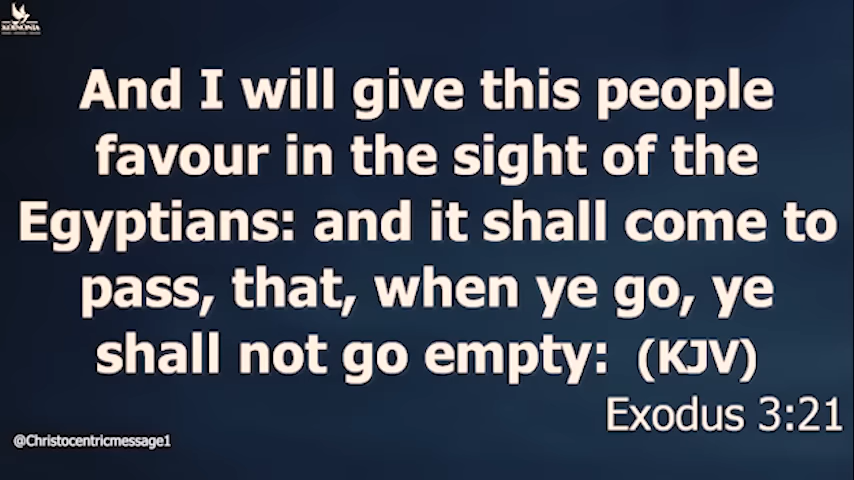 KOINONIA
And I will give this people
favour in the sight of the
Egyptians: and it shall come to
pass, that, when ye go, ye
shall not go empty: (KJV)
Exodus 3:21
@Christocentricmessage1